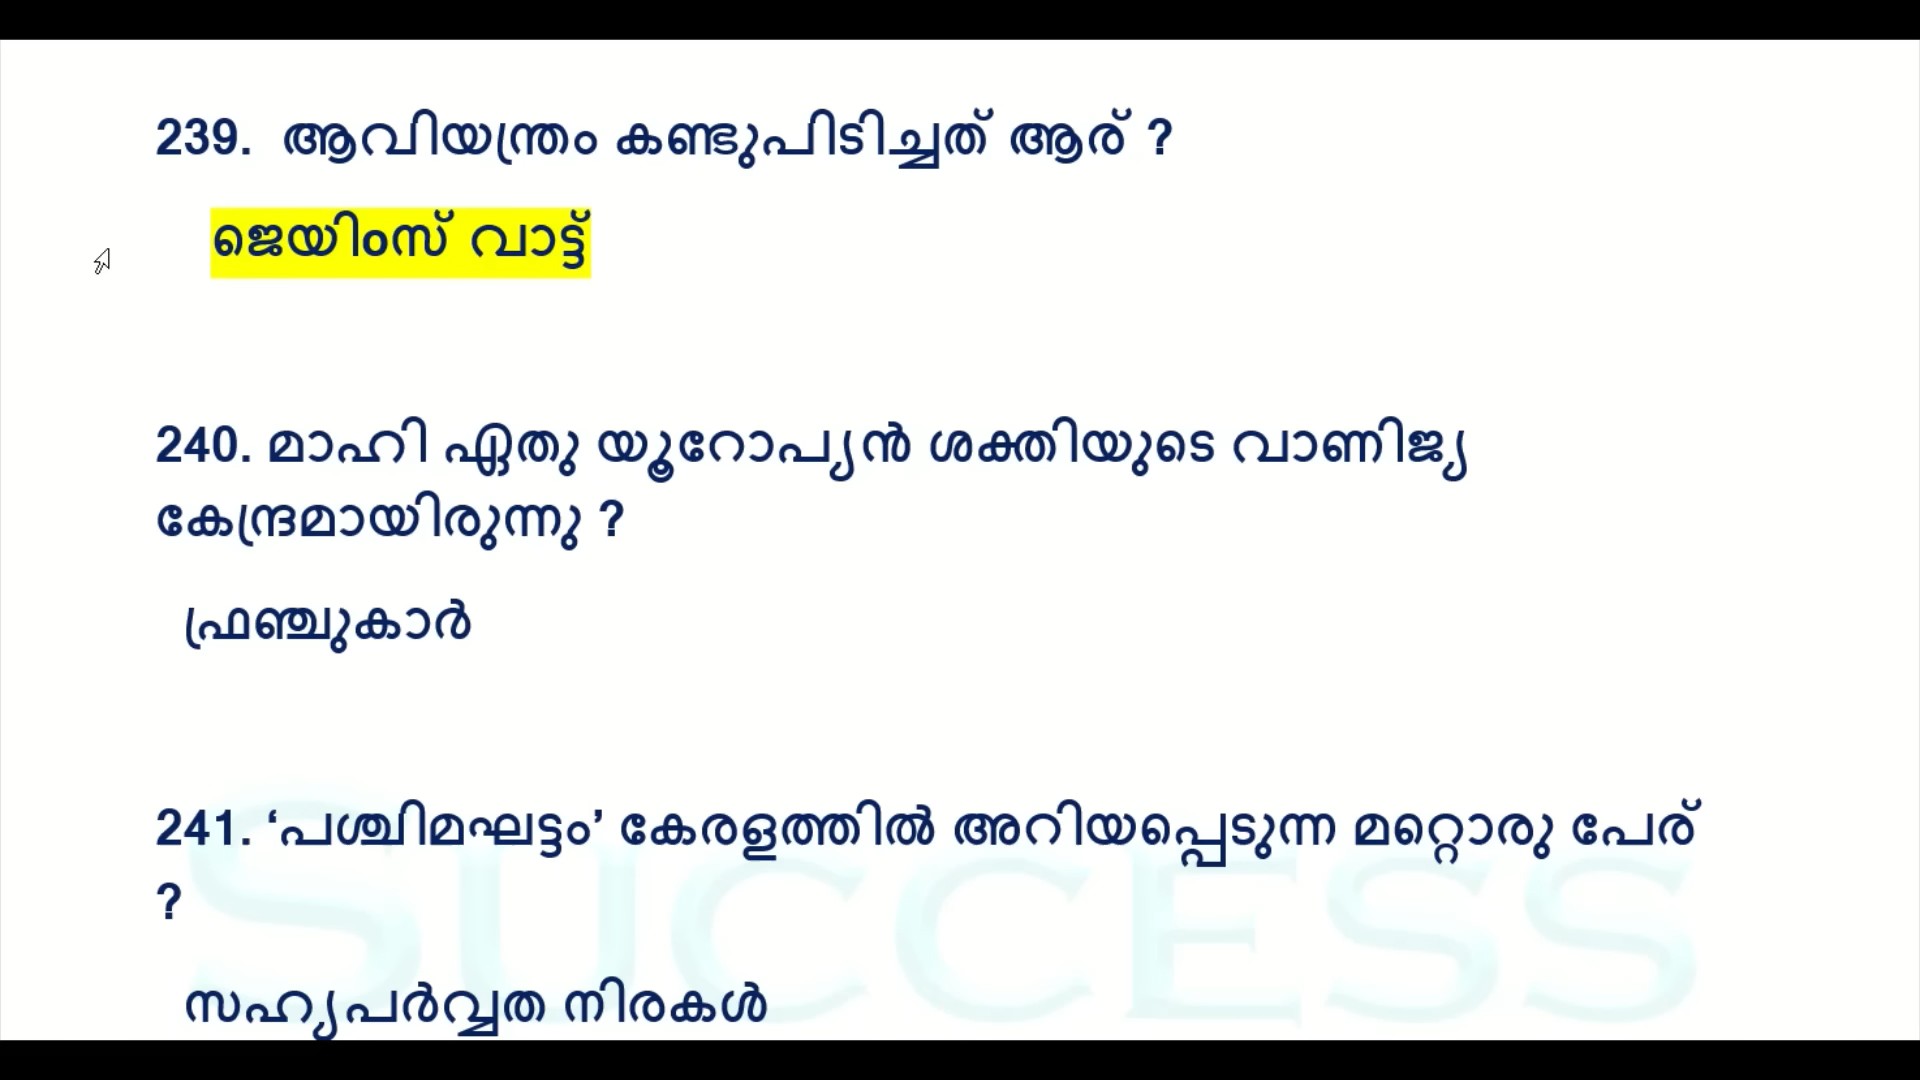 239. ആവിയന്ത്രം കണ്ടുപിടിച്ചത് ആര് ?
ജെയിംസ് വാട്ട്
240. മാഹി ഏതു യൂറോപ്യൻ ശക്തിയുടെ വാണിജ്യ
കേന്ദ്രമായിരുന്നു ?
ഫ്രഞ്ചുകാർ
241. ‘പശ്ചിമഘട്ടം’ കേരളത്തിൽ അറിയപ്പെടുന്ന മറ്റൊരു പേര്
?
SUCCESS
സഹ്യപർവ്വത നിരകൾ